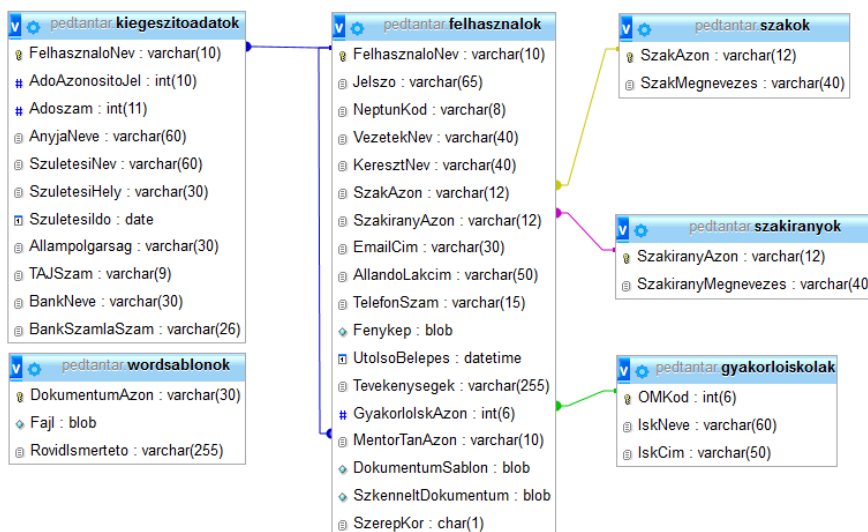 pedtantar.kiegeszitoadatok
FelhasznaloNev : varchar(10)
AdoAzonositoJel : int(10)
Adoszam : int(11)
AnyjaNeve : varchar(60)
SzuletesiNev : varchar(60)
SzuletesiHely : varchar(30)
SzuletesiIdo : date
Allampolgarsag : varchar(30)
TAJSzam : varchar(9)
BankNeve : varchar(30)
BankSzamlaSzam : varchar(26)
pedtantar.wordsablonok
DokumentumAzon : varchar(30)
Fajl : blob
RovidIsmerteto : varchar(255)
pedtantar.felhasznalok
FelhasznaloNev : varchar(10)
Jelszo : varchar(65)
NeptunKod : varchar(8)
VezetekNev : varchar(40)
KeresztNev : varchar(40)
SzakAzon : varchar(12)
SzakiranyAzon : varchar(12)
EmailCim : varchar(30)
AllandoLakcim : varchar(50)
TelefonSzam : varchar(15)
Fenykep : blob
UtolsoBelepes : datetime
Tevekenysegek : varchar(255)
GyakorloIskAzon : int(6)
MentorTanAzon : varchar(10)
DokumentumSablon : blob
SzkenneltDokumentum : blob
SzerepKor : char(1)
pedtantar.szakok
SzakAzon : varchar(12)
SzakMegnevezes : varchar(40)
pedtantar.szakiranyok
SzakiranyAzon : varchar(12)
SzakiranyMegnevezes : varchar(40
pedtantar.gyakorloiskolak
OMKod : int(6)
IskNeve : varchar(60)
IskCim : varchar(50)